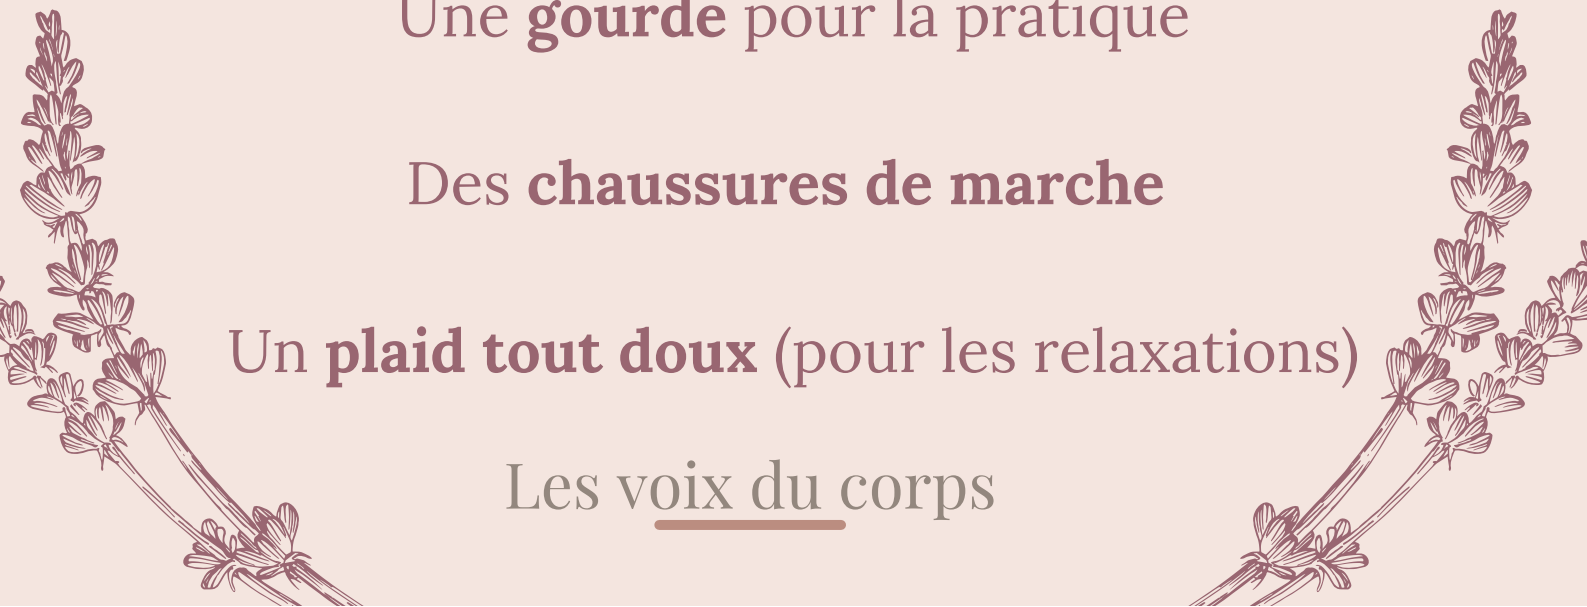 Une gourde pour la pratique
Des chaussures de marche
Un plaid tout doux (pour les relaxations)
Les voix du corps